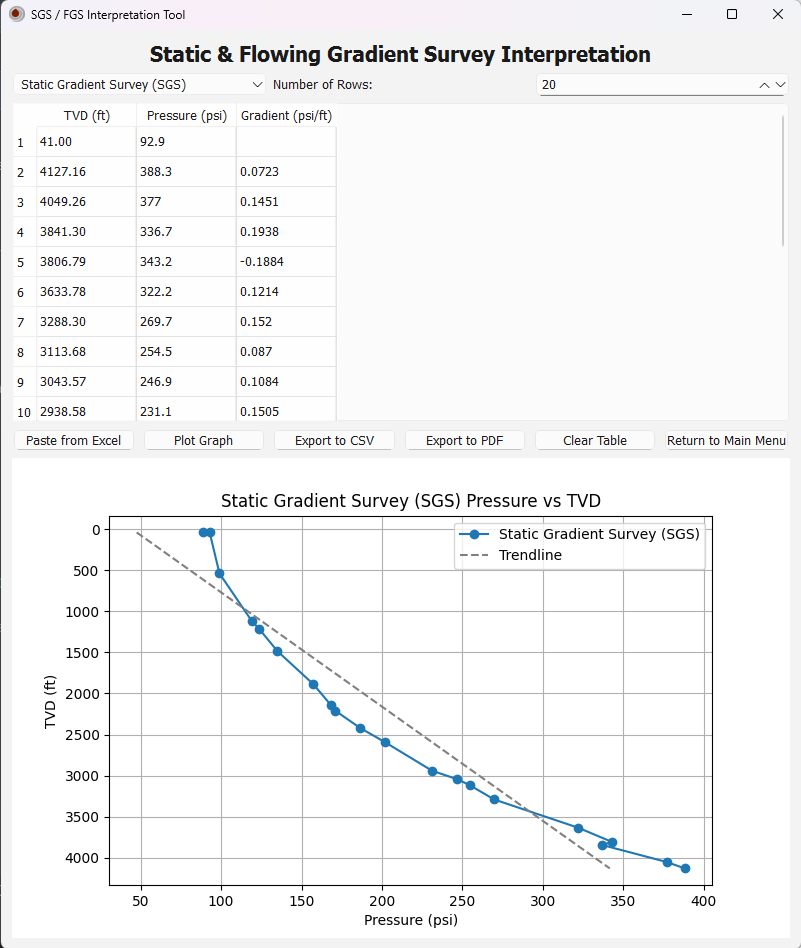 SGS / FGS Interpretation Tool
Static & Flowing Gradient Survey Interpretation
Static Gradient Survey (SGS) Number of Rows: 20
TVD (ft) Pressure (psi) Gradient (psi/ft)
1 41.00 92.9
2 4127.16 388.3 0.0723
3 4049.26 377 0.1451
4 3841.30 336.7 0.1938
5 3806.79 343.2 -0.1884
6 3633.78 322.2 0.1214
7 3288.30 269.7 0.152
8 3113.68 254.5 0.087
9 3043.57 246.9 0.1084
10 2938.58 231.1 0.1505
Paste from Excel Plot Graph Export to CSV Export to PDF Clear Table Return to Main Menu
Static Gradient Survey (SGS) Pressure vs TVD
Static Gradient Survey (SGS)
Trendline
TVD (ft)
0
500
1000
1500
2000
2500
3000
3500
4000
50 100 150 200 250 300 350 400
Pressure (psi)